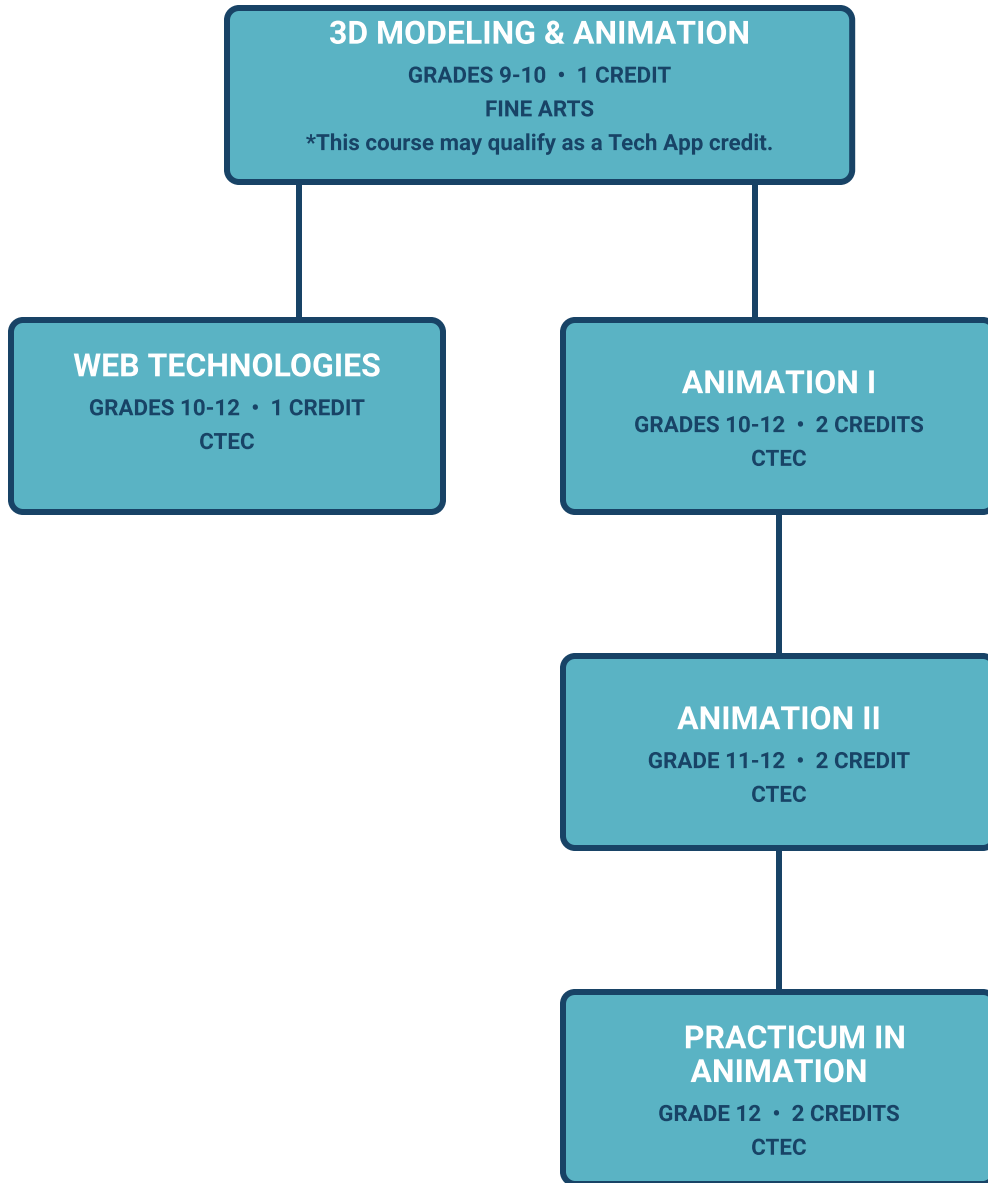 3D MODELING & ANIMATION
GRADES 9-10 • 1 CREDIT
FINE ARTS
*This course may qualify as a Tech App credit.
WEB TECHNOLOGIES
GRADES 10-12 • 1 CREDIT
CTEC
ANIMATION I
GRADES 10-12 • 2 CREDITS
CTEC
ANIMATION II
GRADE 11-12 • 2 CREDIT
CTEC
PRACTICUM IN
ANIMATION
GRADE 12 • 2 CREDITS
CTEC